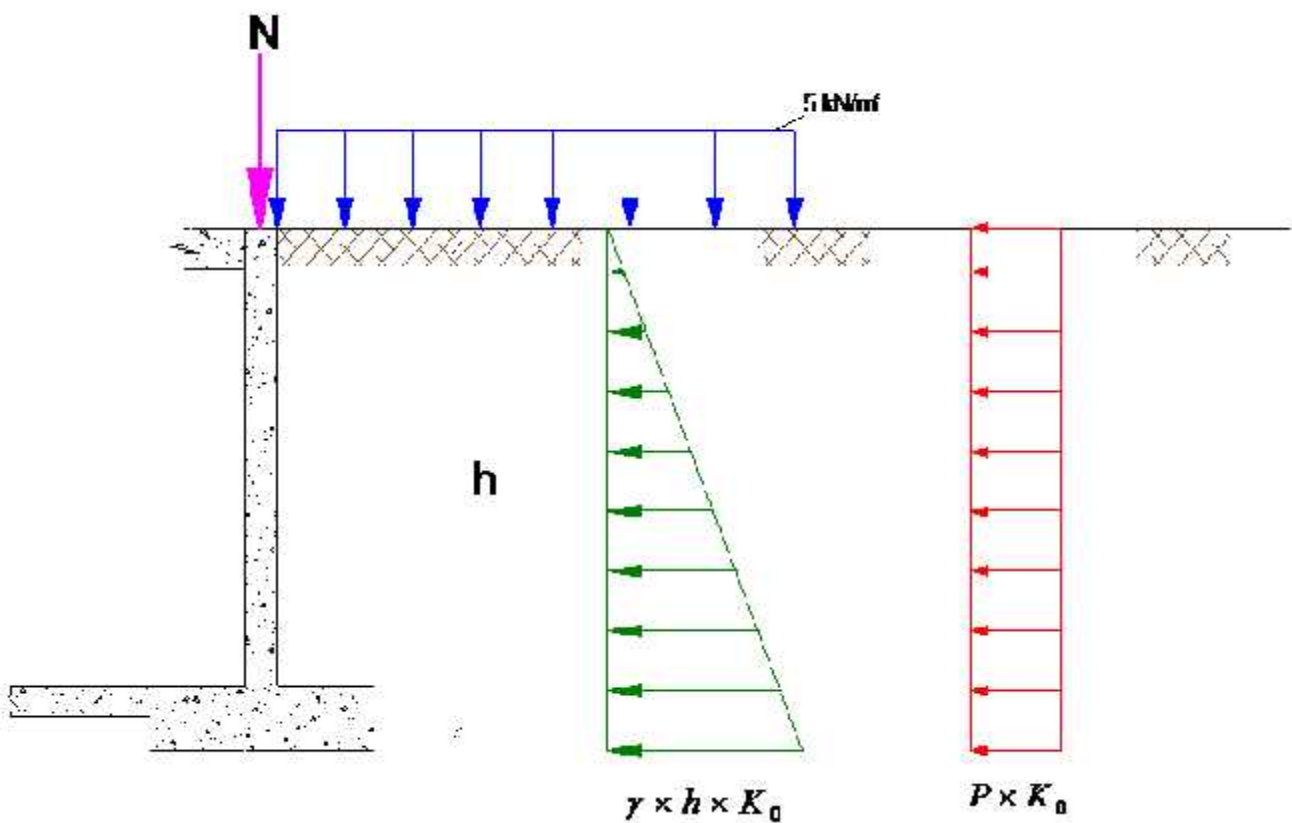 N
5 kN/m²
h
γ × h × K₀
P × K₀